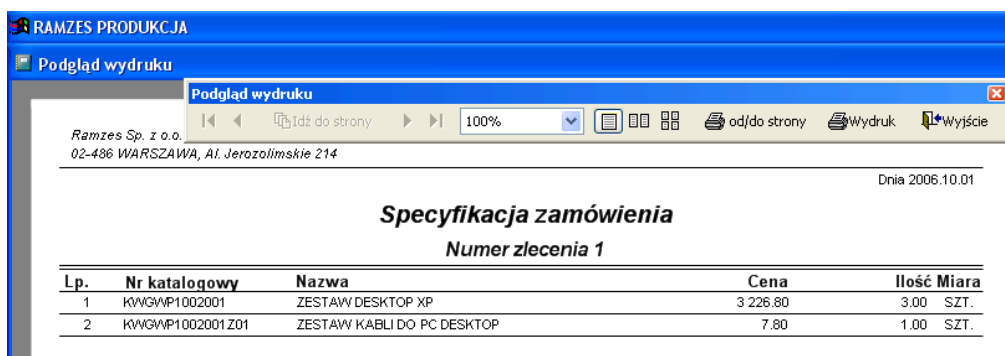 RAMZES PRODUKCJA
Podgląd wydruku
Podgląd wydruku
Idź do strony 100% od/do strony Wydruk Wyjście
Ramzes Sp. z o.o.
02-486 WARSZAWA, Al. Jerozolimskie 214
Dnia 2006.10.01
Specyfikacja zamówienia
Numer zlecenia 1
Lp. Nr katalogowy Nazwa Cena Ilość Miara
1 KWGWP1002001 ZESTAW DESKTOP XP 3 226.80 3.00 SZT.
2 KWGWP1002001Z01 ZESTAW KABLI DO PC DESKTOP 7.80 1.00 SZT.